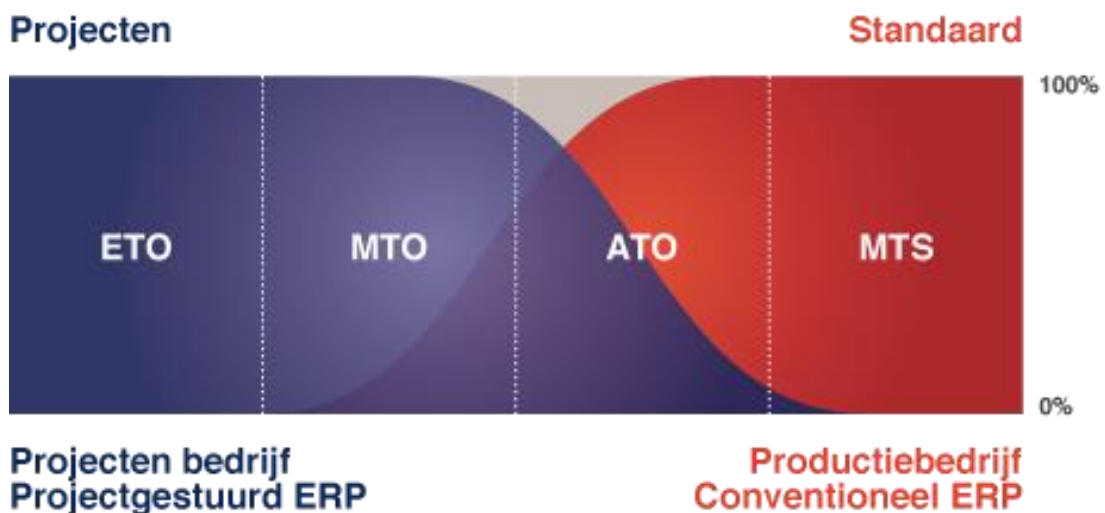 Projecten
Standaard
100%
ETO
MTO
ATO
MTS
0%
Projecten bedrijf
Projectgestuurd ERP
Productiebedrijf
Conventioneel ERP